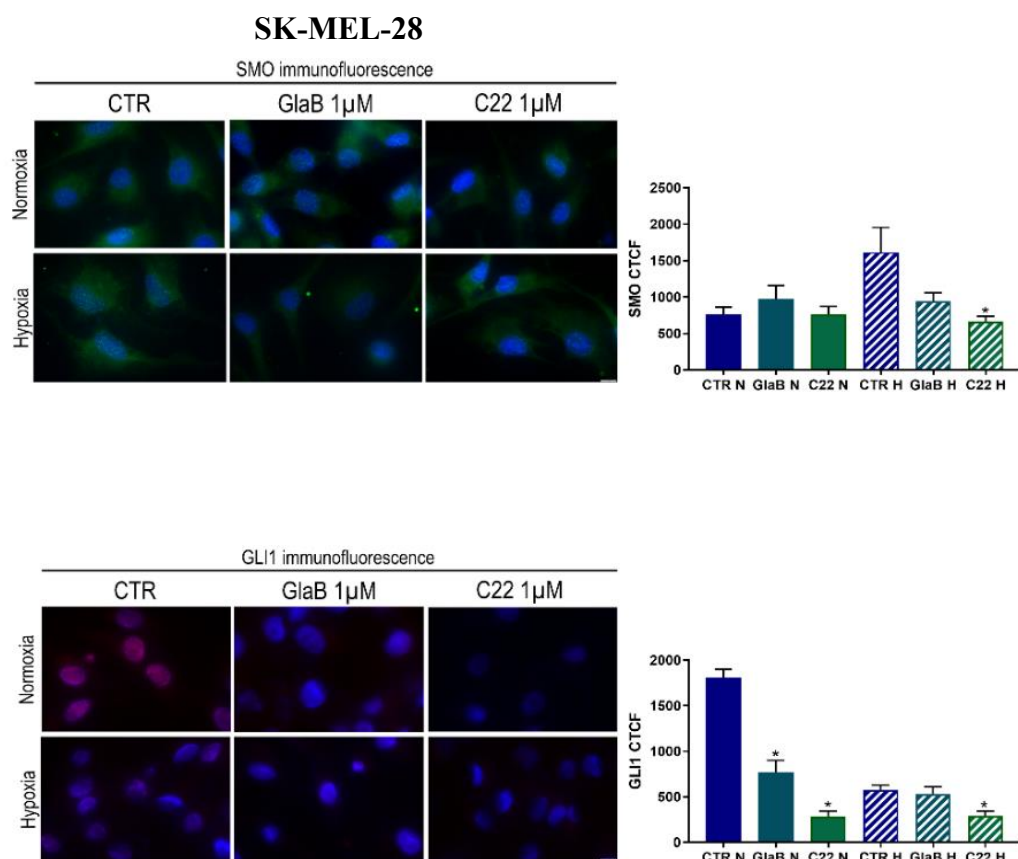 SK-MEL-28
SMO immunofluorescence
CTR GlaB 1µM C22 1µM
Normoxia
Hypoxia
SMO CTCF
2500
2000
1500
1000
500
0
*
CTR N GlaB N C22 N CTR H GlaB H C22 H
GLI1 immunofluorescence
CTR GlaB 1µM C22 1µM
Normoxia
Hypoxia
GLI1 CTCF
2000
1500
1000
500
0
* * *
CTR N GlaB N C22 N CTR H GlaB H C22 H